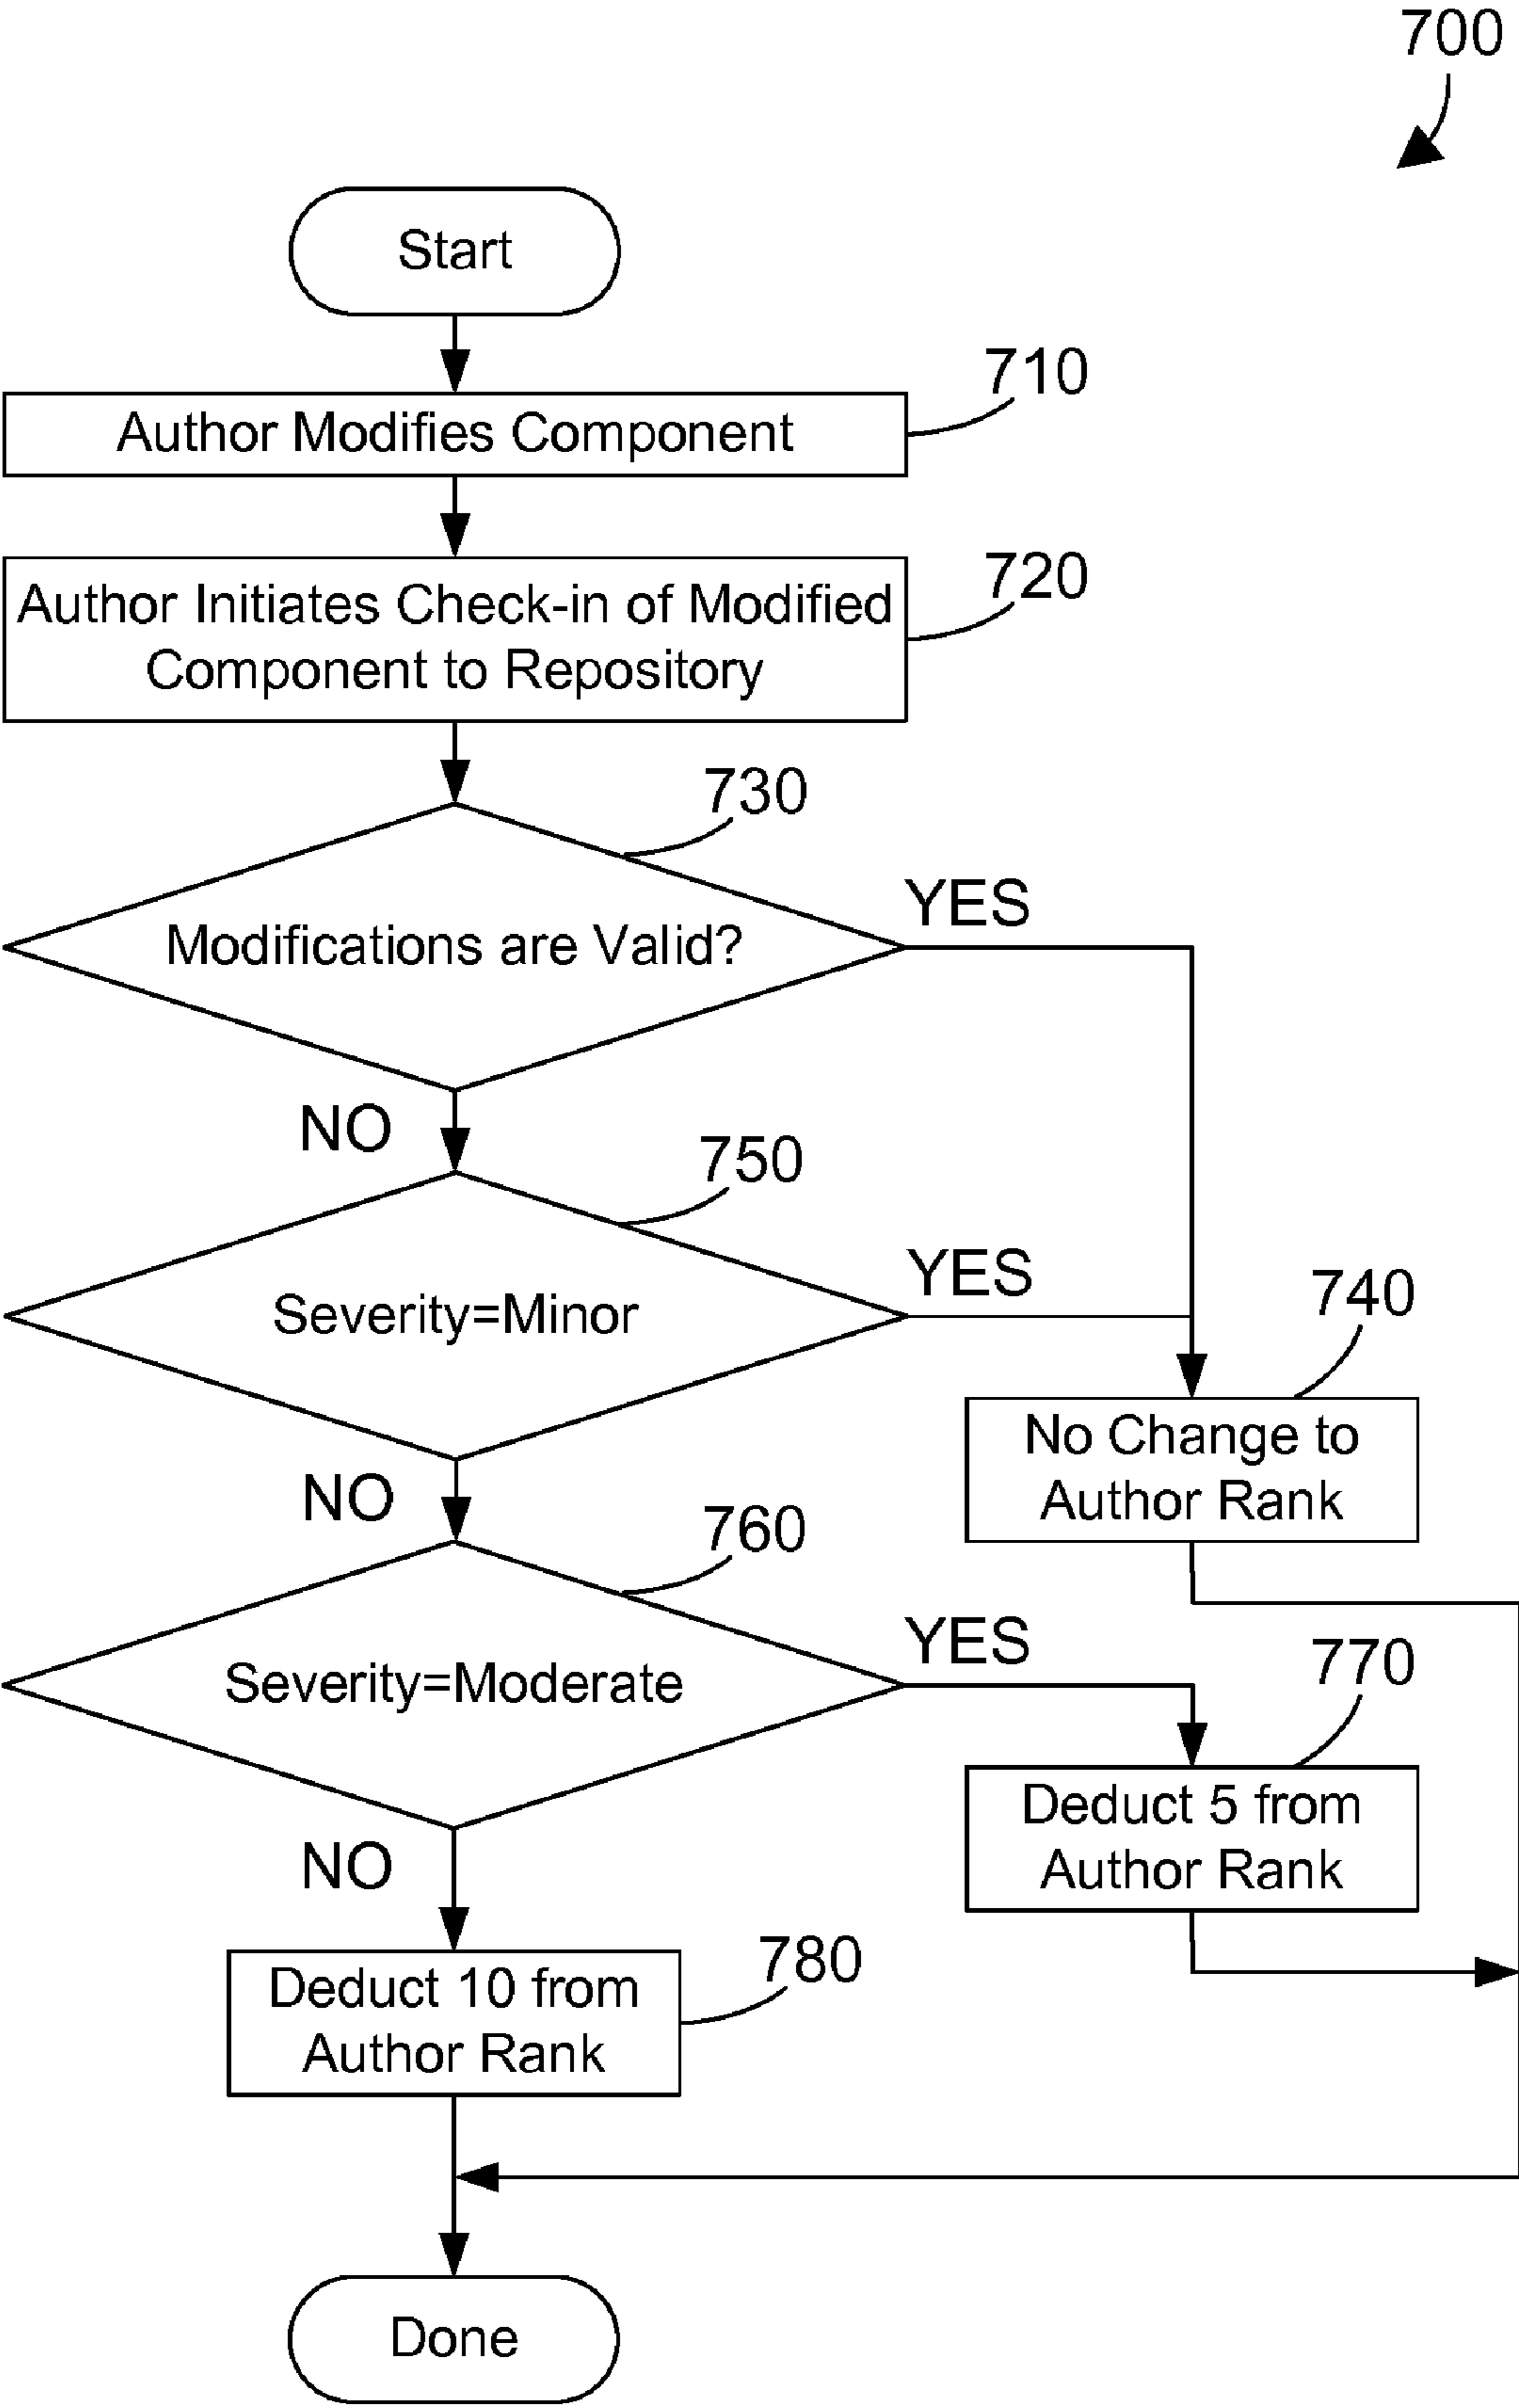 700
Start
710
Author Modifies Component
720
Author Initiates Check-in of Modified
Component to Repository
730
Modifications are Valid?
YES
NO
750
Severity=Minor
YES
740
No Change to
Author Rank
NO
760
Severity=Moderate
YES
770
Deduct 5 from
Author Rank
NO
780
Deduct 10 from
Author Rank
Done